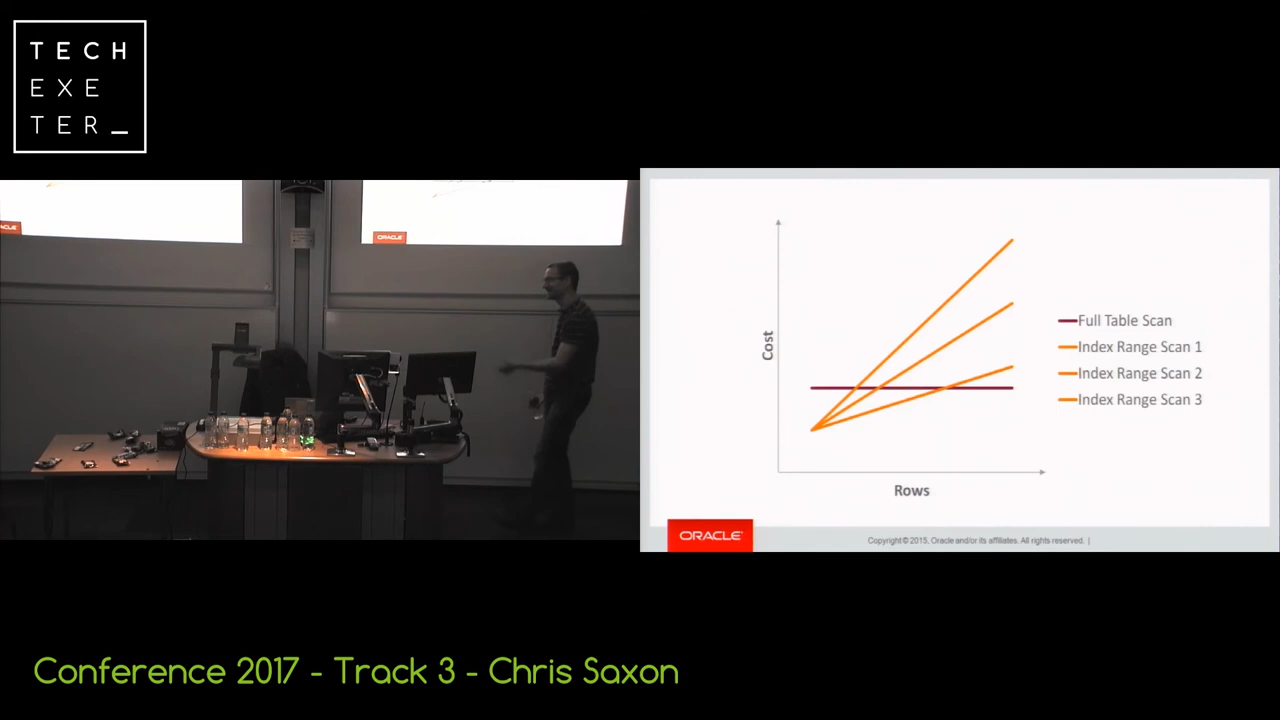 TECH
EXE
TER_
ORACLE
Cost
Rows
Full Table Scan
Index Range Scan 1
Index Range Scan 2
Index Range Scan 3
ORACLE
Copyright © 2015, Oracle and/or its affiliates. All rights reserved. |
Conference 2017 - Track 3 - Chris Saxon